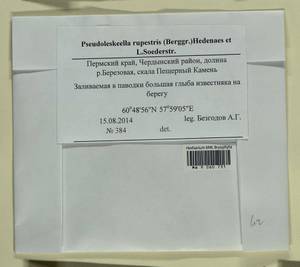 Pseudoleskeella rupestris (Berggr.)Hedenaes et
L.Soederstr.
Пермский край, Чердынский район, долина
р.Березовая, скала Пещерный Камень
Заливаемая в паводки большая глыба известняка на
берегу
60°48'56"N 57°59'05"E
15.08.2014 leg. Безгодов А.Г.
№ 384 det.